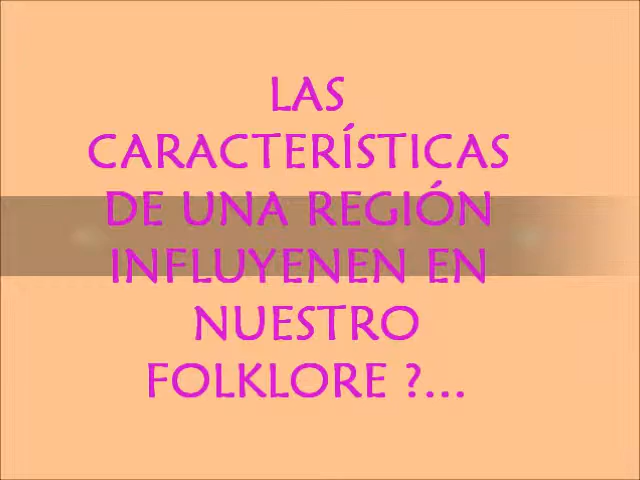 LAS
CARACTERÍSTICAS
DE UNA REGIÓN
INFLUYENEN EN
NUESTRO
FOLKLORE ?...